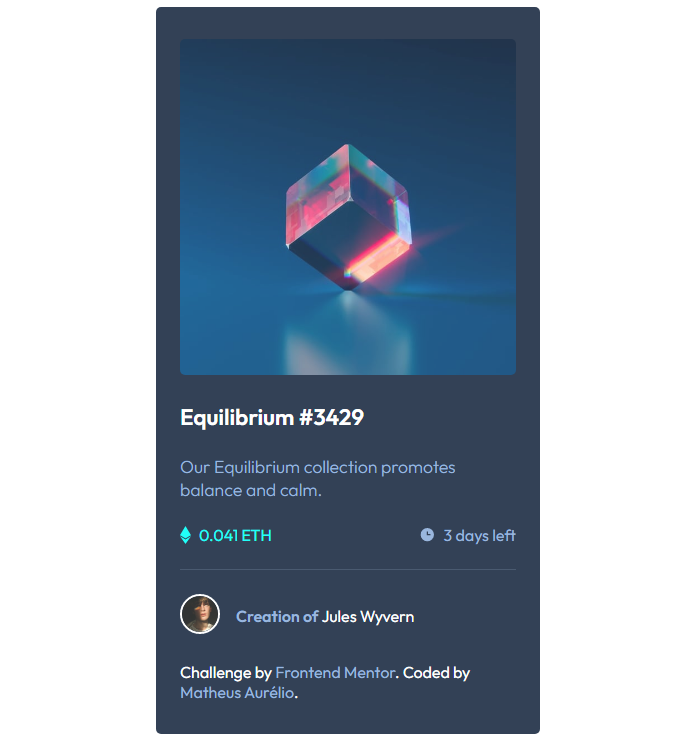 Equilibrium #3429
Our Equilibrium collection promotes
balance and calm.
0.041 ETH
3 days left
Creation of Jules Wyvern
Challenge by Frontend Mentor. Coded by
Matheus Aurélio.